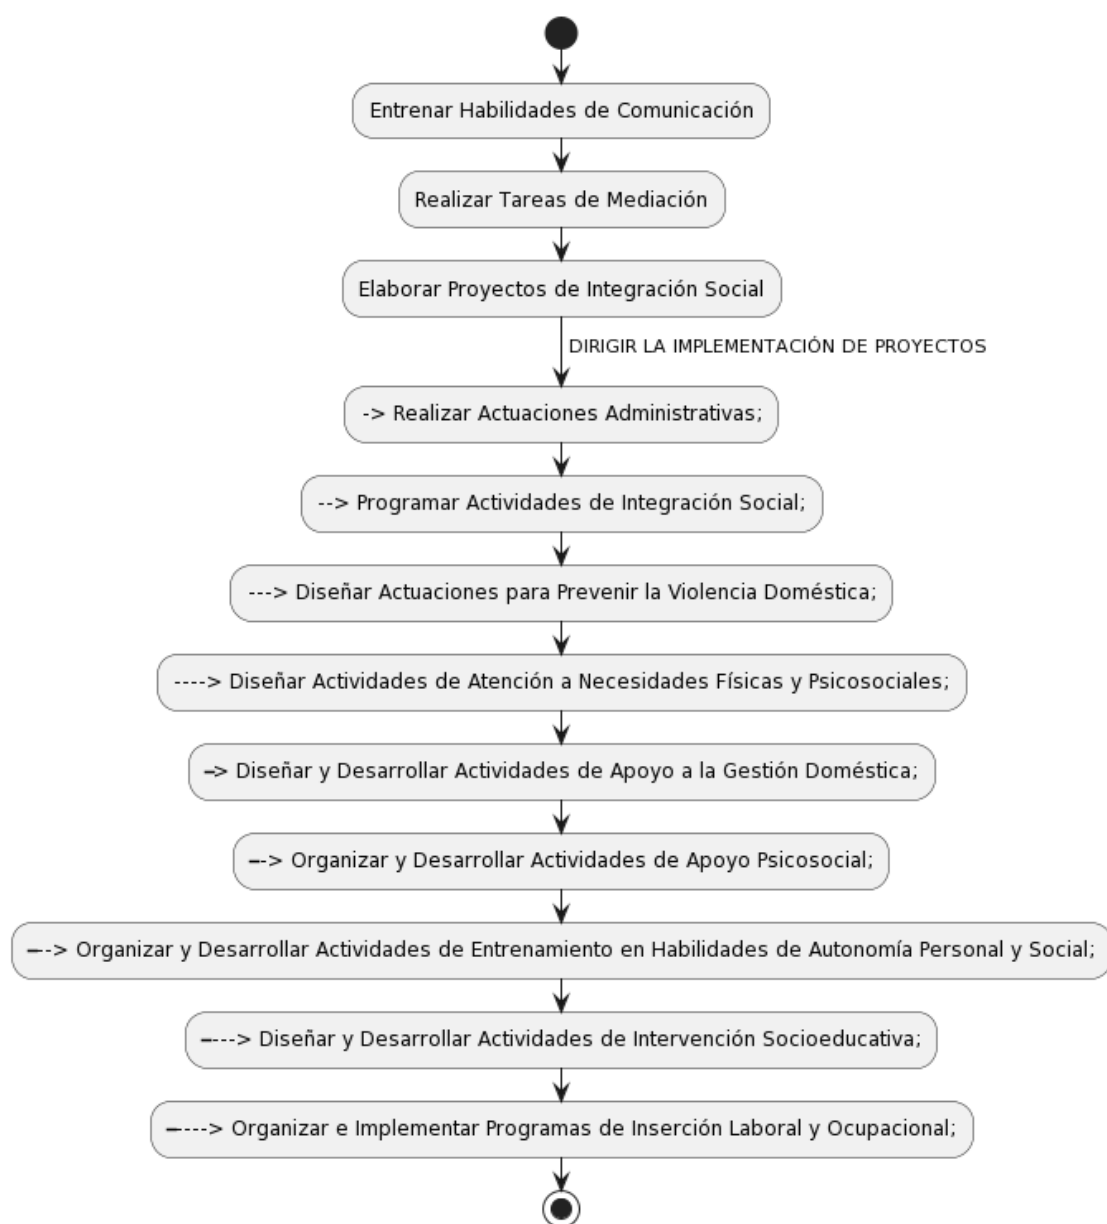 Entrenar Habilidades de Comunicación
Realizar Tareas de Mediación
Elaborar Proyectos de Integración Social
DIRIGIR LA IMPLEMENTACIÓN DE PROYECTOS
-> Realizar Actuaciones Administrativas;
--> Programar Actividades de Integración Social;
---> Diseñar Actuaciones para Prevenir la Violencia Doméstica;
----> Diseñar Actividades de Atención a Necesidades Físicas y Psicosociales;
–> Diseñar y Desarrollar Actividades de Apoyo a la Gestión Doméstica;
–-> Organizar y Desarrollar Actividades de Apoyo Psicosocial;
–--> Organizar y Desarrollar Actividades de Entrenamiento en Habilidades de Autonomía Personal y Social;
–---> Diseñar y Desarrollar Actividades de Intervención Socioeducativa;
–----> Organizar e Implementar Programas de Inserción Laboral y Ocupacional;